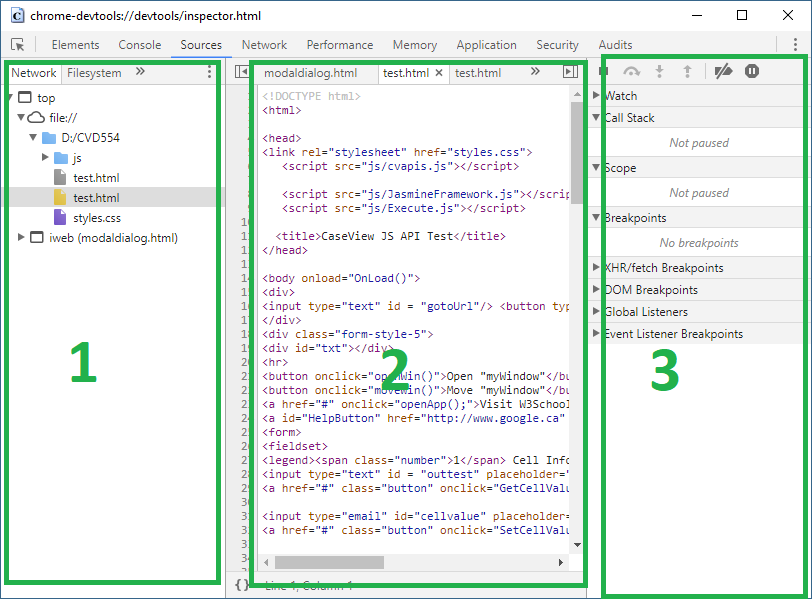 chrome-devtools://devtools/inspector.html
Elements Console Sources Network Performance Memory Application Security Audits
Network Filesystem »
top
file://
D:/CVD554
js
test.html
test.html
styles.css
iweb (modaldialog.html)
1
modaldialog.html test.html × test.html »
<!DOCTYPE html>
<html>
<head>
<link rel="stylesheet" href="styles.css">
<script src="js/cvapis.js"></script>
<script src="js/JasmineFramework.js"></scrip
<script src="js/Execute.js"></script>
<title>CaseView JS API Test</title>
</head>
<body onload="OnLoad()">
<div>
<input type="text" id = "gotoUrl"/> <button typ
</div>
<div class="form-style-5">
<div id="txt"></div>
<hr>
<button onclick="openWin()">Open "myWindow"</bu
<button onclick="moveWin()">Move "myWindow"</bu
<a href="#" onclick="openApp();">Visit W3School
<a id="HelpButton" href="http://www.google.ca"
<form>
<fieldset>
<legend><span class="number">1</span> Cell Info
<input type="text" id = "outtest" placeholder="
<a href="#" class="button" onclick="GetCellValu
<input type="email" id="cellvalue" placeholder=
<a href="#" class="button" onclick="SetCellValu
{} Line 1, Column 1
2
Watch
Call Stack
Not paused
Scope
Not paused
Breakpoints
No breakpoints
XHR/fetch Breakpoints
DOM Breakpoints
Global Listeners
Event Listener Breakpoints
3